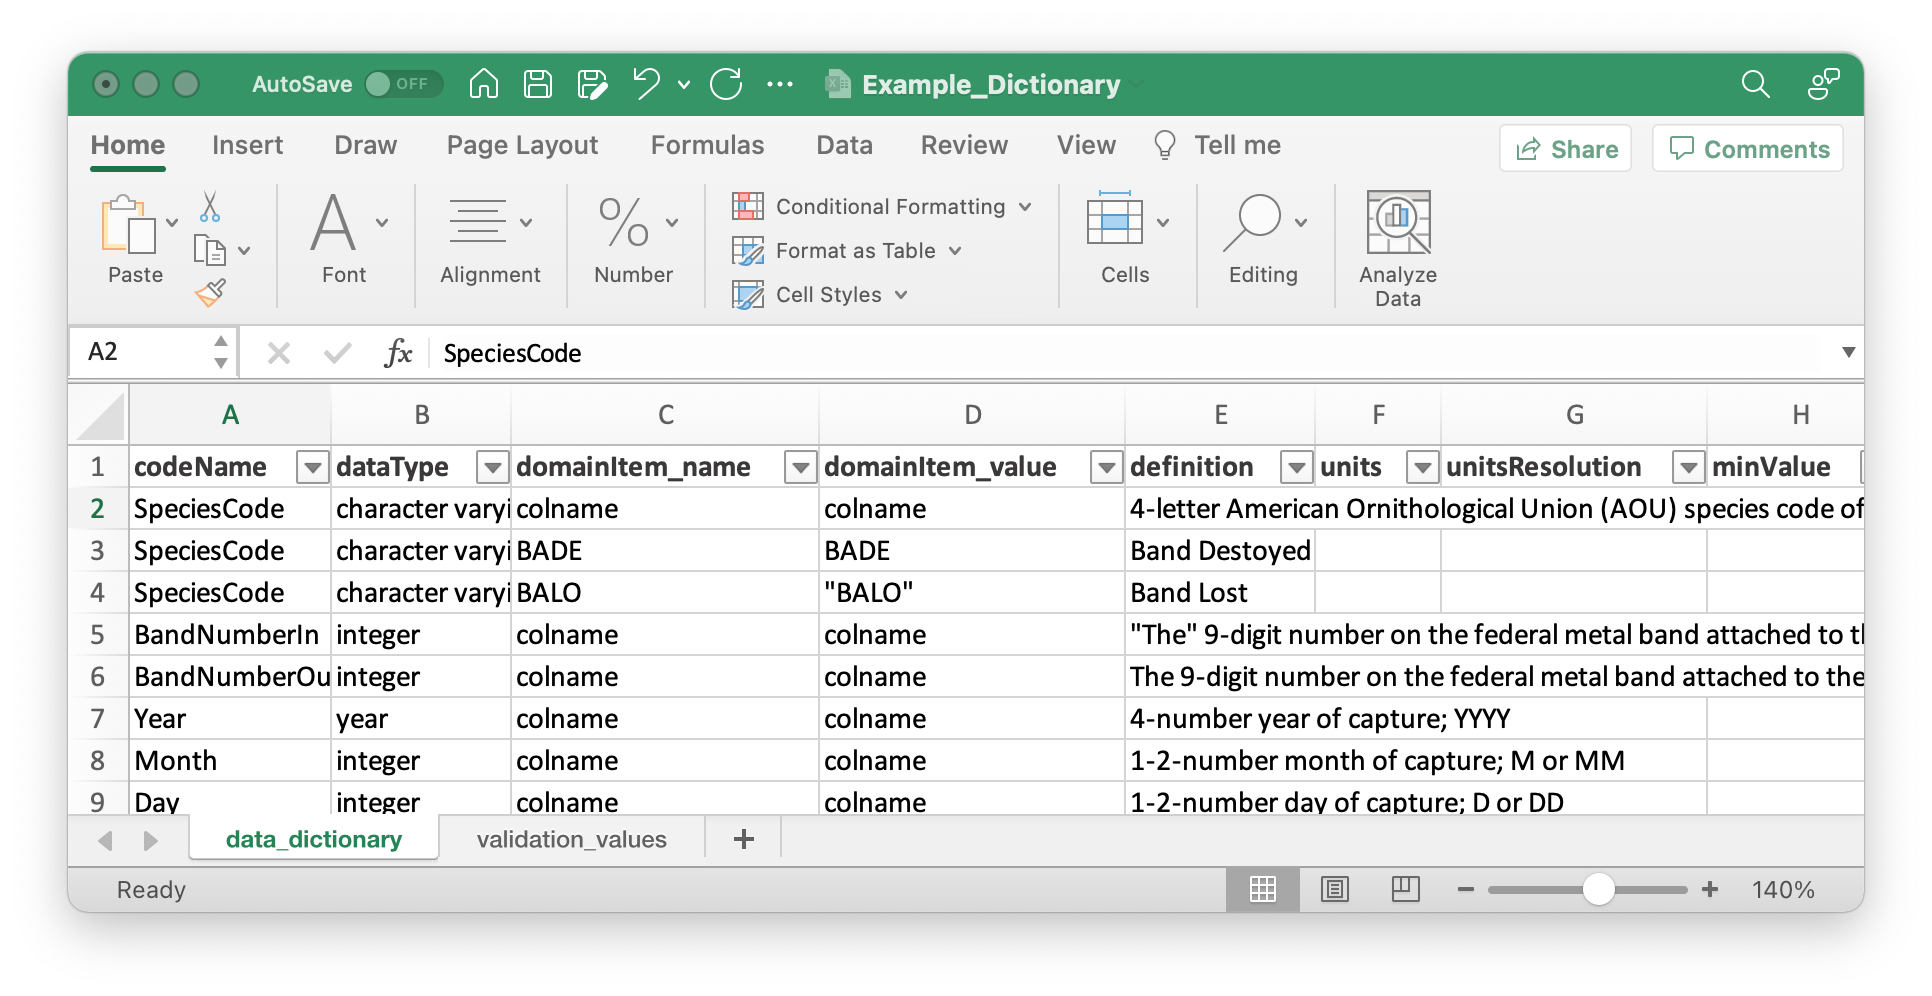 AutoSave OFF Example_Dictionary
Home Insert Draw Page Layout Formulas Data Review View Tell me Share Comments
Paste Font Alignment Number Conditional Formatting Format as Table Cell Styles Cells Editing Analyze Data
A2 fx SpeciesCode
A B C D E F G H
1 codeName dataType domainItem_name domainItem_value definition units unitsResolution minValue
2 SpeciesCode character varyi colname colname 4-letter American Ornithological Union (AOU) species code of
3 SpeciesCode character varyi BADE BADE Band Destoyed
4 SpeciesCode character varyi BALO "BALO" Band Lost
5 BandNumberIn integer colname colname "The" 9-digit number on the federal metal band attached to tl
6 BandNumberOu integer colname colname The 9-digit number on the federal metal band attached to the
7 Year year colname colname 4-number year of capture; YYYY
8 Month integer colname colname 1-2-number month of capture; M or MM
9 Day integer colname colname 1-2-number day of capture; D or DD
data_dictionary validation_values +
Ready 140%